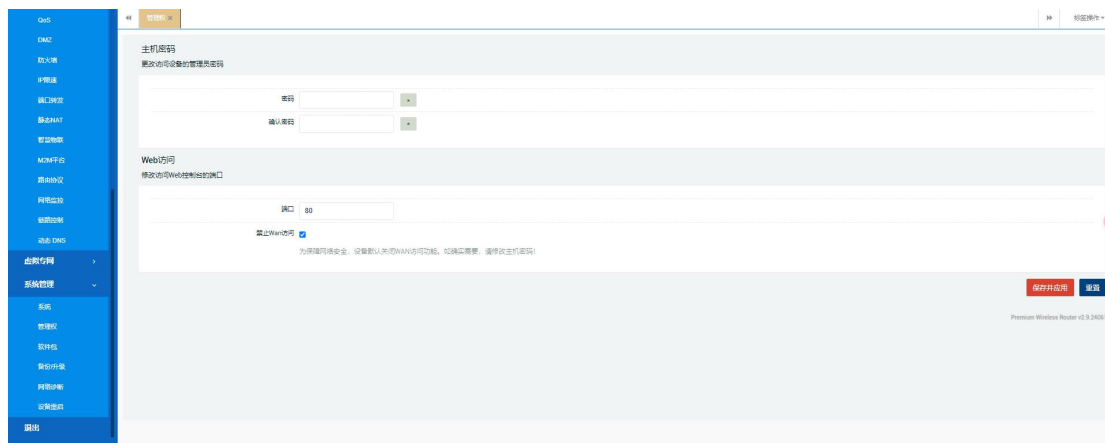 QoS
DMZ
防火墙
IP限速
端口转发
静态NAT
智慧物联
M2M平台
路由协议
网络监控
链路控制
动态 DNS
虚拟专网
系统管理
系统
管理权
软件包
备份/升级
网络诊断
设备重启
退出
管理权
标签操作
主机密码
更改访问设备的管理员密码
密码
确认密码
Web访问
修改访问Web控制台的端口
端口 80
禁止Wan访问
为保障网络安全,设备默认关闭WAN访问功能。如确实需要,请修改主机密码!
保存并应用 重置
Premium Wireless Router v2.9.2406